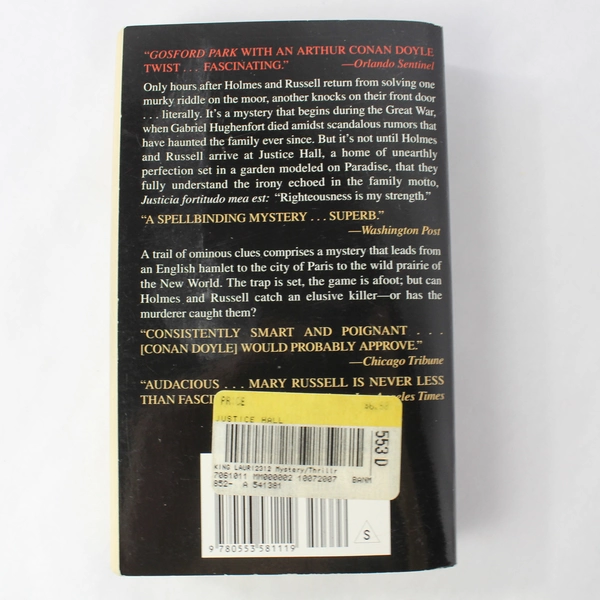 "GOSFORD PARK WITH AN ARTHUR CONAN DOYLE
TWIST . . . FASCINATING." —Orlando Sentinel
Only hours after Holmes and Russell return from solving one
murky riddle on the moor, another knocks on their front door
. . . literally. It's a mystery that begins during the Great War,
when Gabriel Hughenfort died amidst scandalous rumors that
have haunted the family ever since. But it's not until Holmes
and Russell arrive at Justice Hall, a home of unearthly
perfection set in a garden modeled on Paradise, that they
fully understand the irony echoed in the family motto,
Justicia fortitudo mea est: "Righteousness is my strength."
"A SPELLBINDING MYSTERY . . . SUPERB."
—Washington Post
A trail of ominous clues comprises a mystery that leads from
an English hamlet to the city of Paris to the wild prairie of
the New World. The trap is set, the game is afoot; but can
Holmes and Russell catch an elusive killer—or has the
murderer caught them?
"CONSISTENTLY SMART AND POIGNANT . . .
[CONAN DOYLE] WOULD PROBABLY APPROVE."
—Chicago Tribune
"AUDACIOUS . . . MARY RUSSELL IS NEVER LESS
THAN Angeles Times
PRICE
JUSTICE HALL
553 D
KING LAURI2312 Mystery/Thrillr
7061011 MM000002 10072007 BANM
852- A 541381
S
9 780553 581119